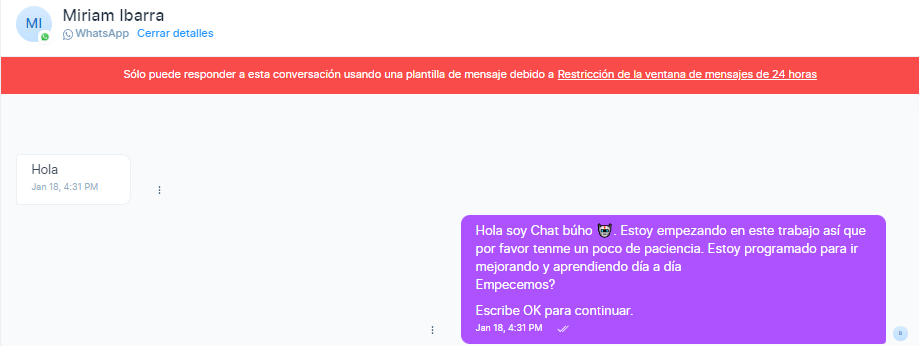 MI
Miriam Ibarra
WhatsApp Cerrar detalles
Sólo puede responder a esta conversación usando una plantilla de mensaje debido a Restricción de la ventana de mensajes de 24 horas
Hola
Jan 18, 4:31 PM
Hola soy Chat búho . Estoy empezando en este trabajo así que
por favor tenme un poco de paciencia. Estoy programado para ir
mejorando y aprendiendo día a día
Empecemos?
Escribe OK para continuar.
Jan 18, 4:31 PM